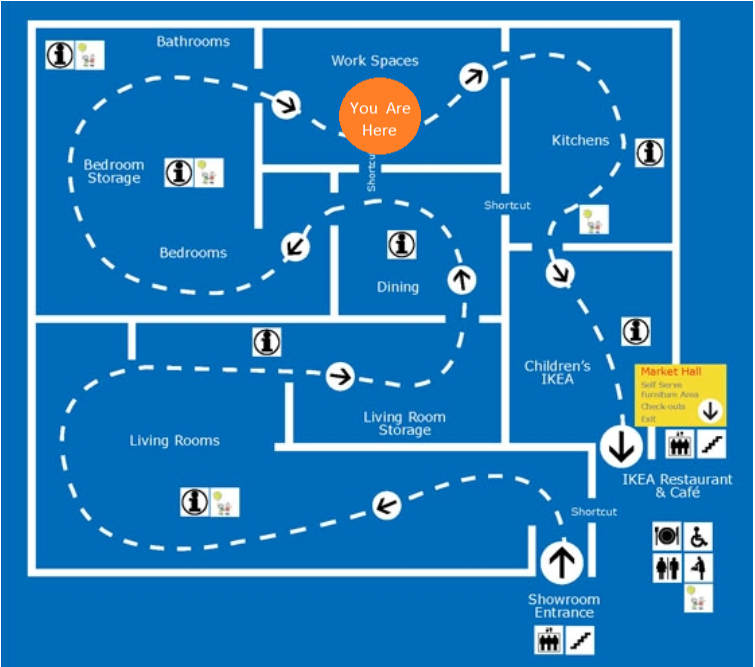 Bathrooms
Work Spaces
You Are
Here
Kitchens
Bedroom
Storage
Shortcut
Shortcut
Bedrooms
Dining
Children's
IKEA
Market Hall
Self Serve
Furniture Area
Check-outs
Exit
Living Room
Storage
Living Rooms
IKEA Restaurant
& Café
Shortcut
Showroom
Entrance